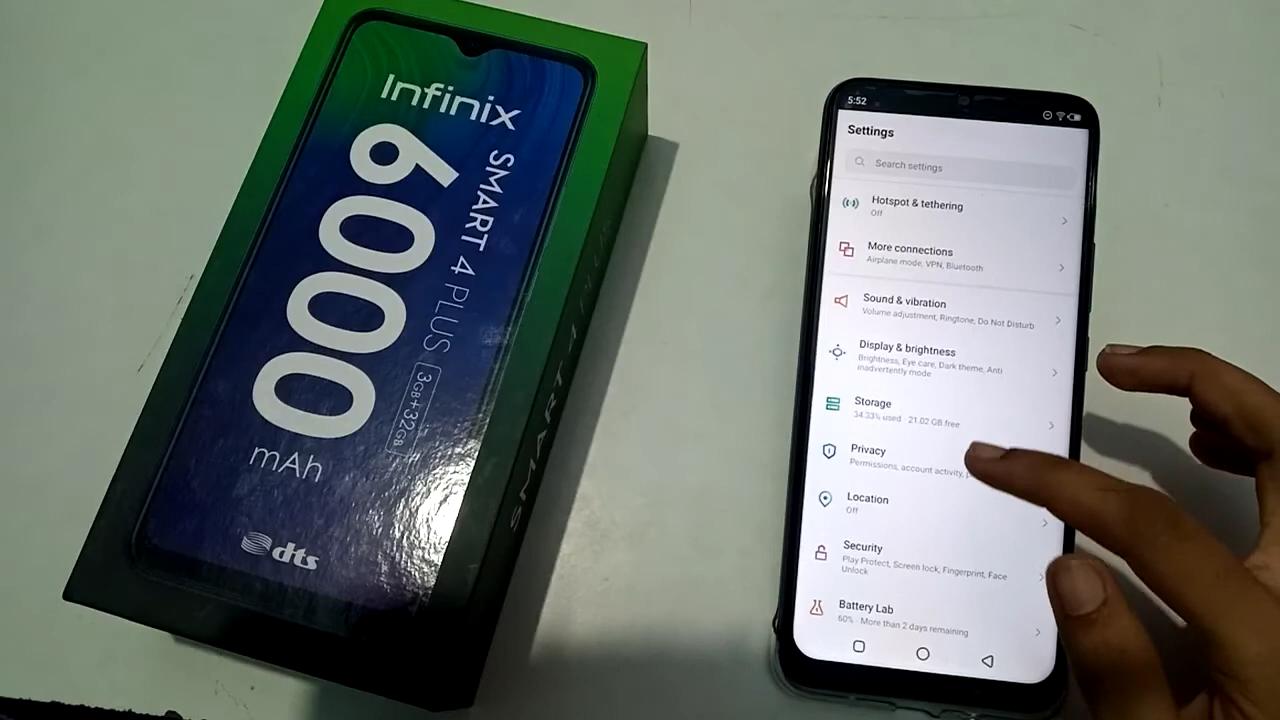 Infinix
SMART 4 PLUS
6000
mAh
3GB+32GB
dts
SMART 4 PLUS
5:52
Settings
Search settings
Hotspot & tethering
Off
More connections
Airplane mode, VPN, Bluetooth
Sound & vibration
Volume adjustment, Ringtone, Do Not Disturb
Display & brightness
Brightness, Eye care, Dark theme, Anti
inadvertently mode
Storage
34.33% used - 21.02 GB free
Privacy
Permissions, account activity,
Location
Off
Security
Play Protect, Screen lock, Fingerprint, Face
Unlock
Battery Lab
60% - More than 2 days remaining